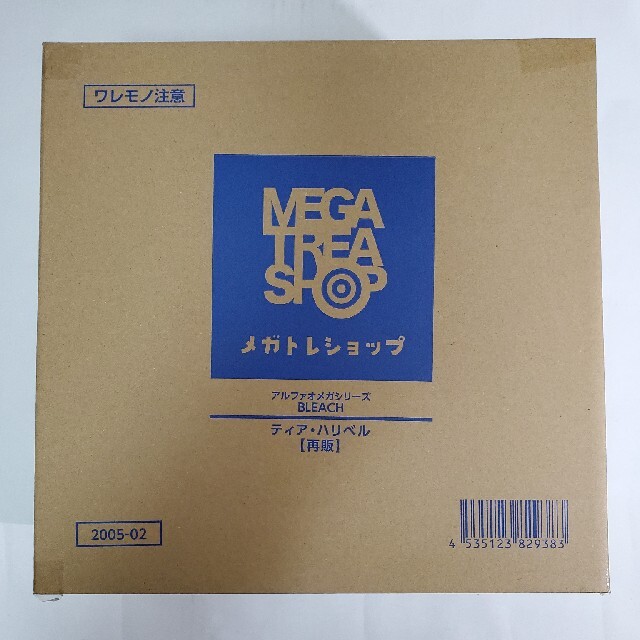 ワレモノ注意
MEGA
TREA
SHOP
メガトレショップ
アルファオメガシリーズ
BLEACH
ティア・ハリベル
【再販】
2005-02
4 535123 829383